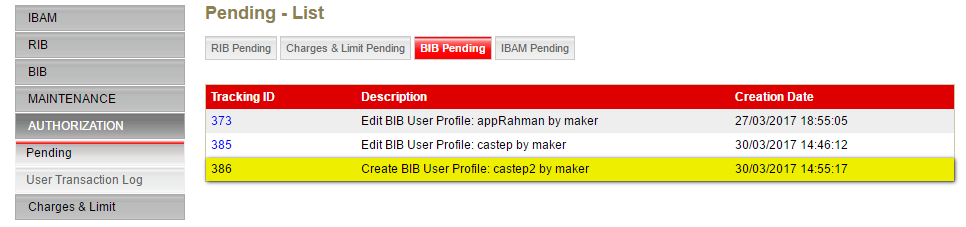 IBAM
RIB
BIB
MAINTENANCE
AUTHORIZATION
Pending
User Transaction Log
Charges & Limit
Pending - List
RIB Pending Charges & Limit Pending BIB Pending IBAM Pending
Tracking ID Description Creation Date
373 Edit BIB User Profile: appRahman by maker 27/03/2017 18:55:05
385 Edit BIB User Profile: castep by maker 30/03/2017 14:46:12
386 Create BIB User Profile: castep2 by maker 30/03/2017 14:55:17